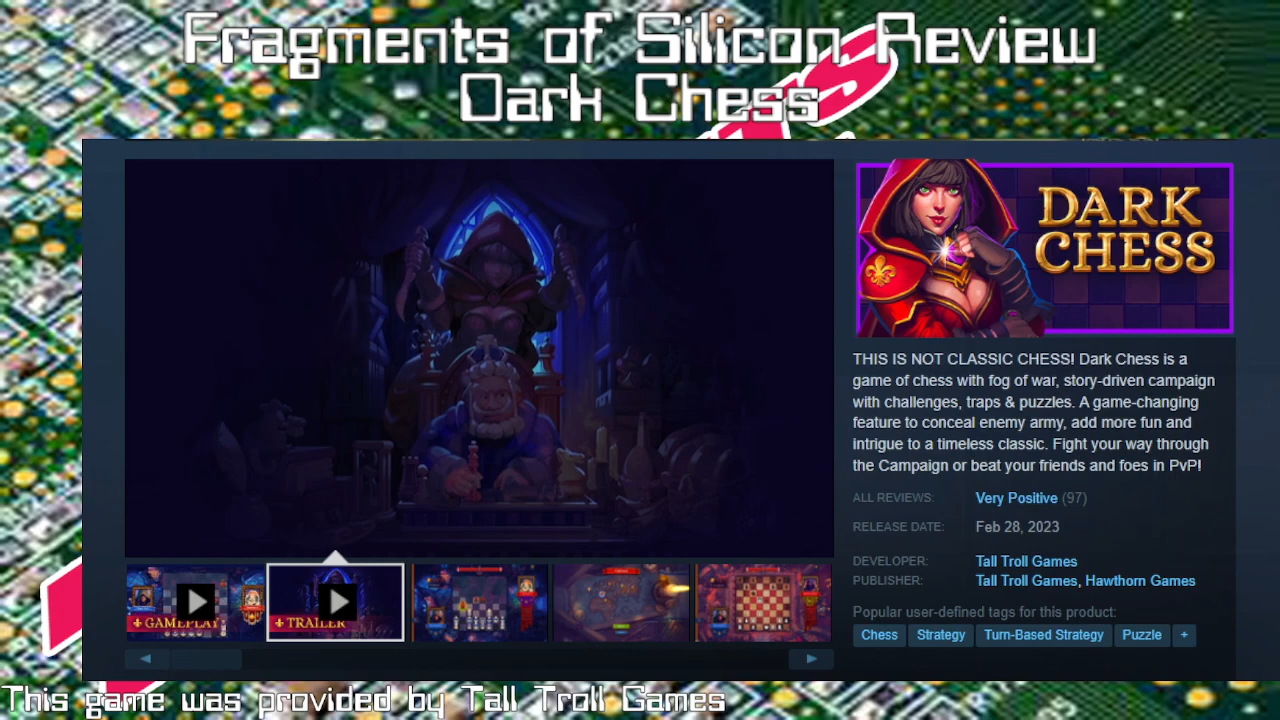 Fragments of Silicon Review
Dark Chess
DARK
CHESS
THIS IS NOT CLASSIC CHESS! Dark Chess is a
game of chess with fog of war, story-driven campaign
with challenges, traps & puzzles. A game-changing
feature to conceal enemy army, add more fun and
intrigue to a timeless classic. Fight your way through
the Campaign or beat your friends and foes in PvP!
ALL REVIEWS: Very Positive (97)
RELEASE DATE: Feb 28, 2023
DEVELOPER: Tall Troll Games
PUBLISHER: Tall Troll Games, Hawthorn Games
Popular user-defined tags for this product:
Chess Strategy Turn-Based Strategy Puzzle +
GAMEPLAY TRAILER
This game was provided by Tall Troll Games